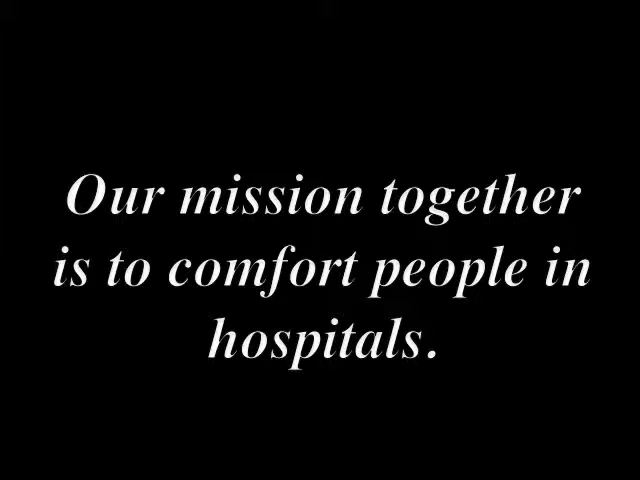 Our mission together
is to comfort people in
hospitals.